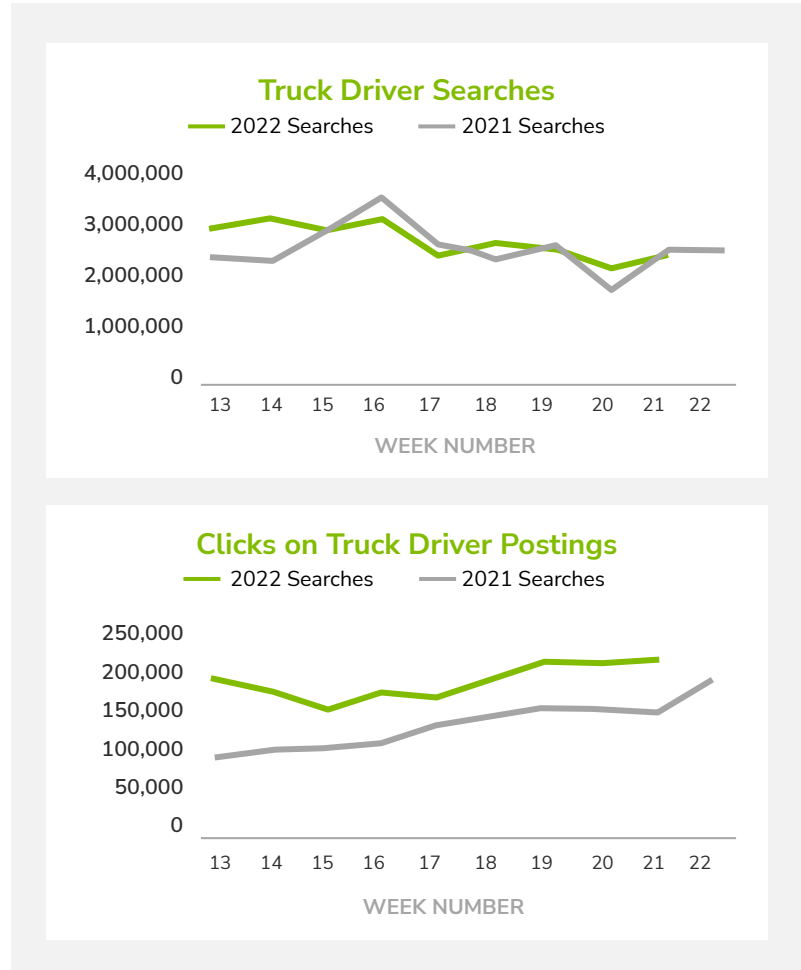 Truck Driver Searches
2022 Searches 2021 Searches
4,000,000
3,000,000
2,000,000
1,000,000
0
13 14 15 16 17 18 19 20 21 22
WEEK NUMBER
Clicks on Truck Driver Postings
2022 Searches 2021 Searches
250,000
200,000
150,000
100,000
50,000
0
13 14 15 16 17 18 19 20 21 22
WEEK NUMBER